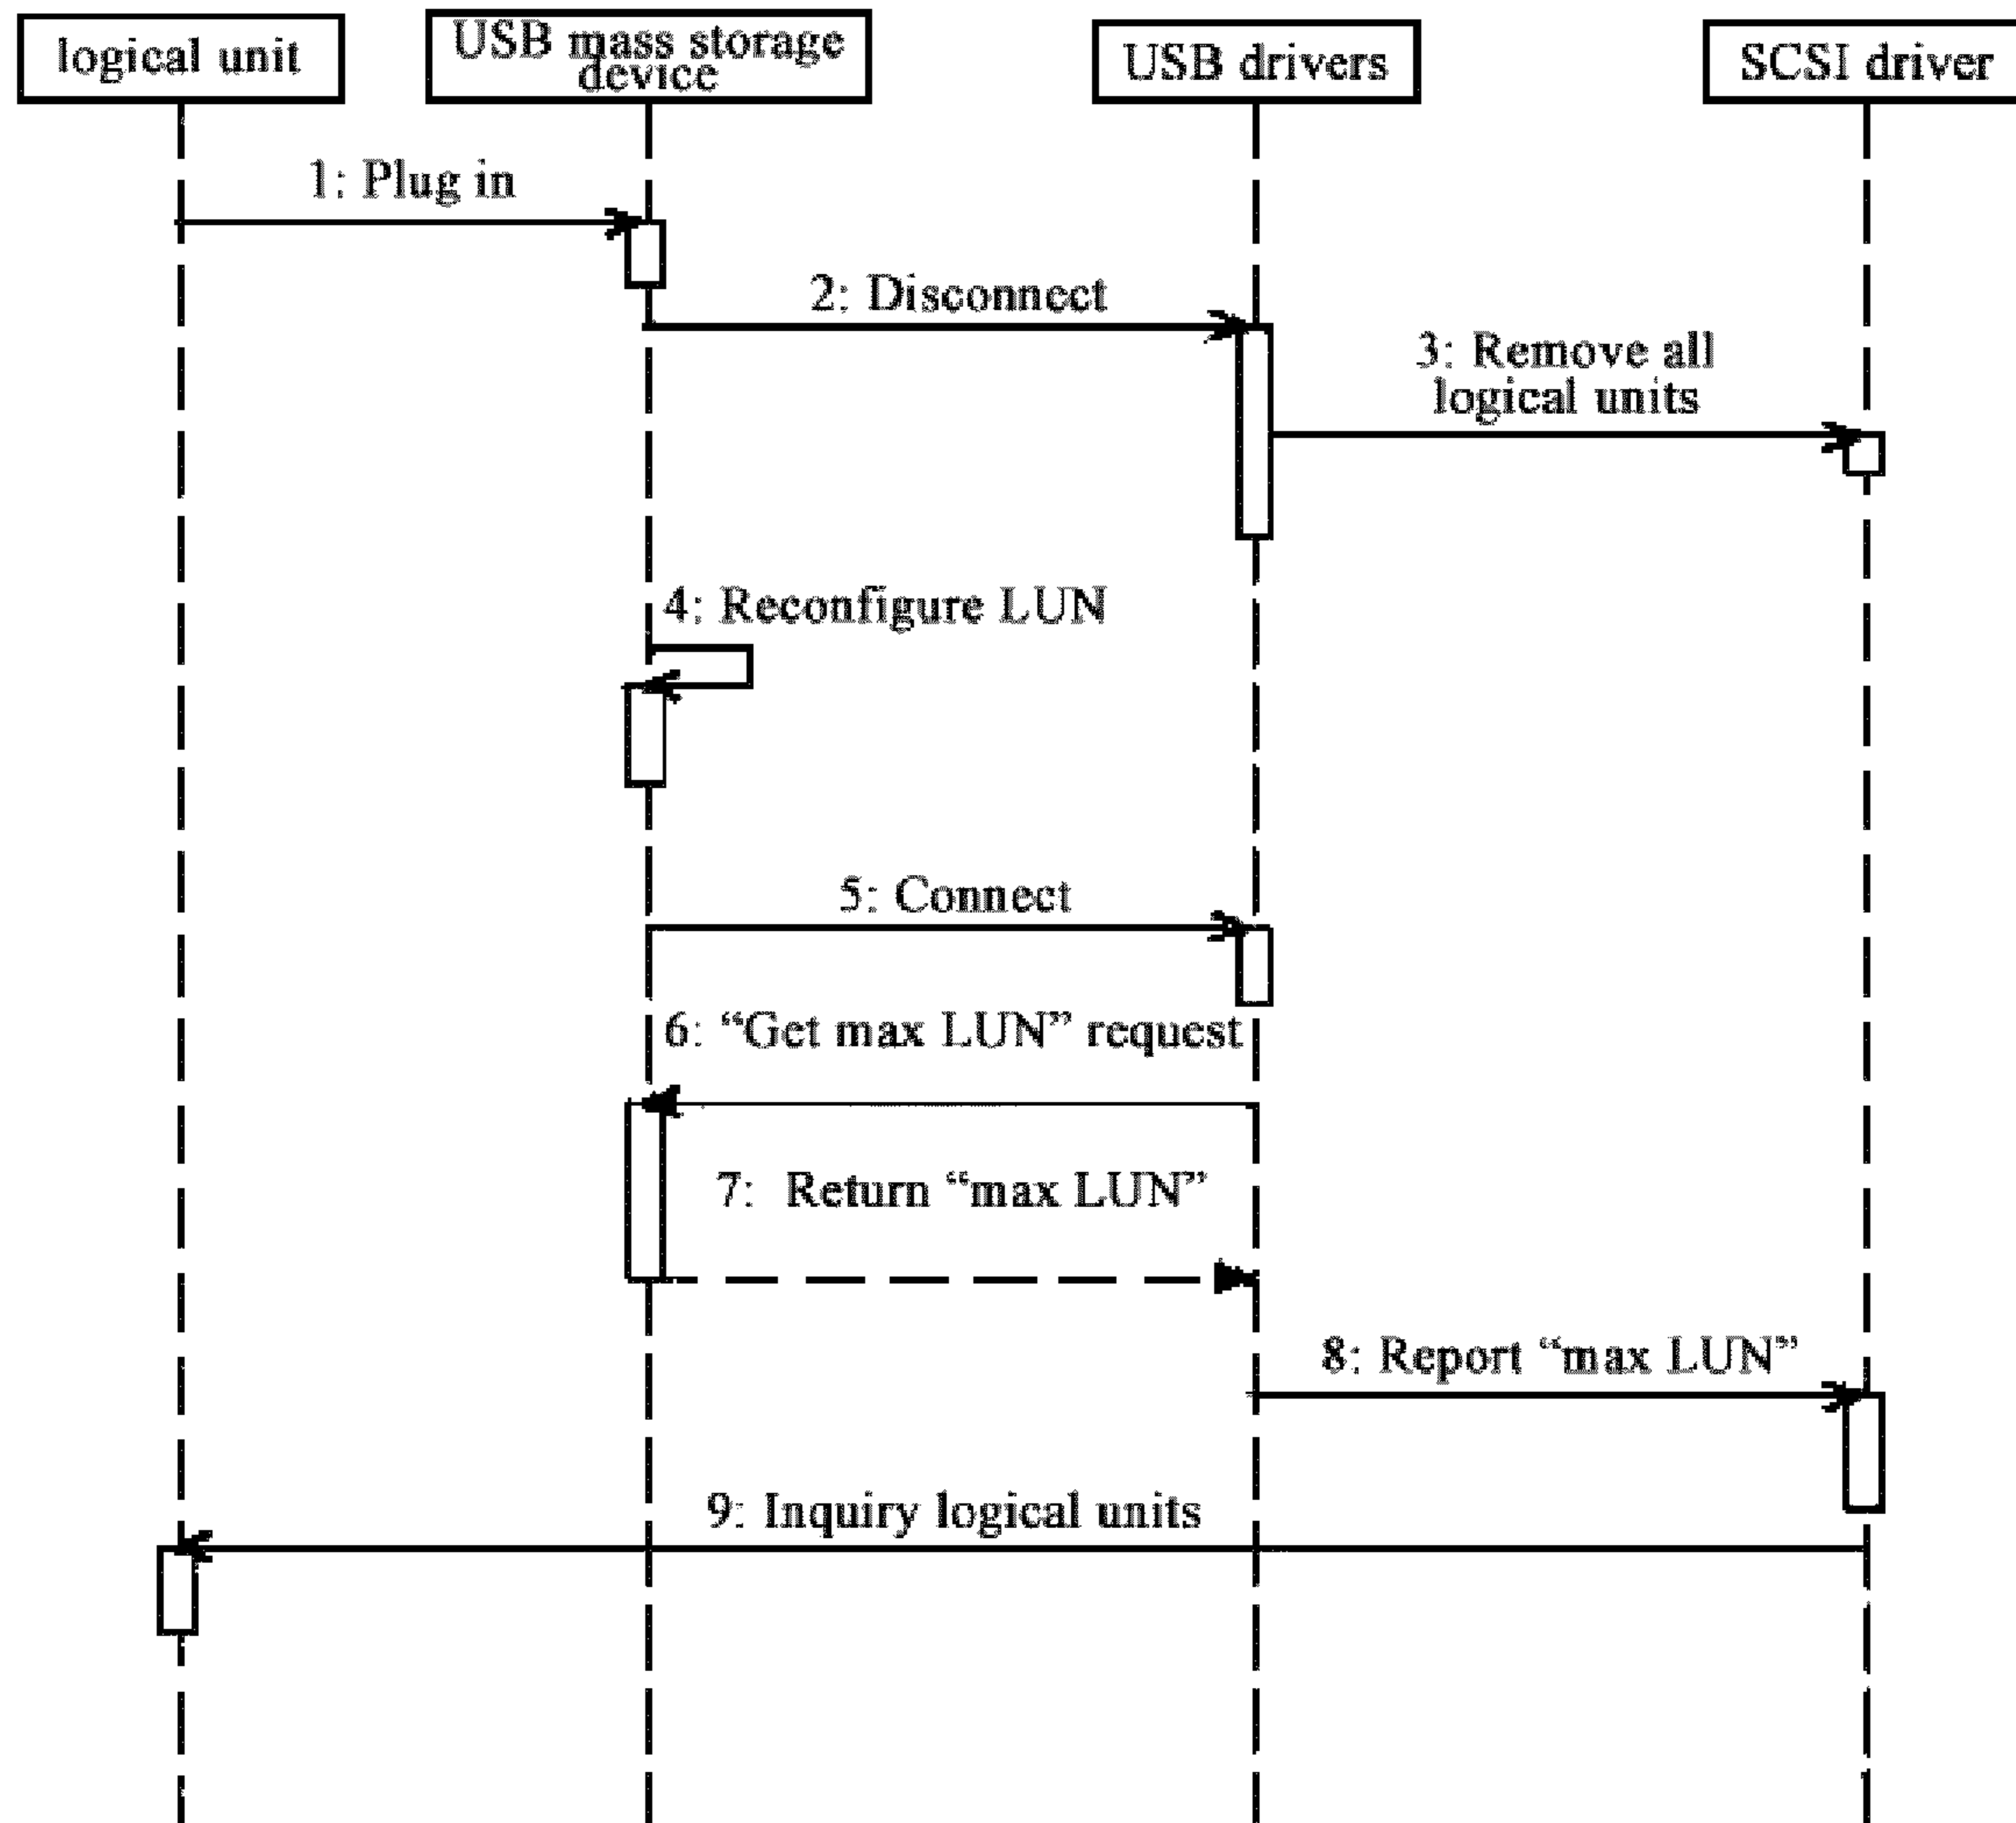 logical unit
USB mass storage
device
USB drivers
SCSI driver
1: Plug in
2: Disconnect
3: Remove all
logical units
4: Reconfigure LUN
5: Connect
6: “Get max LUN” request
7: Return “max LUN”
8: Report “max LUN”
9: Inquiry logical units